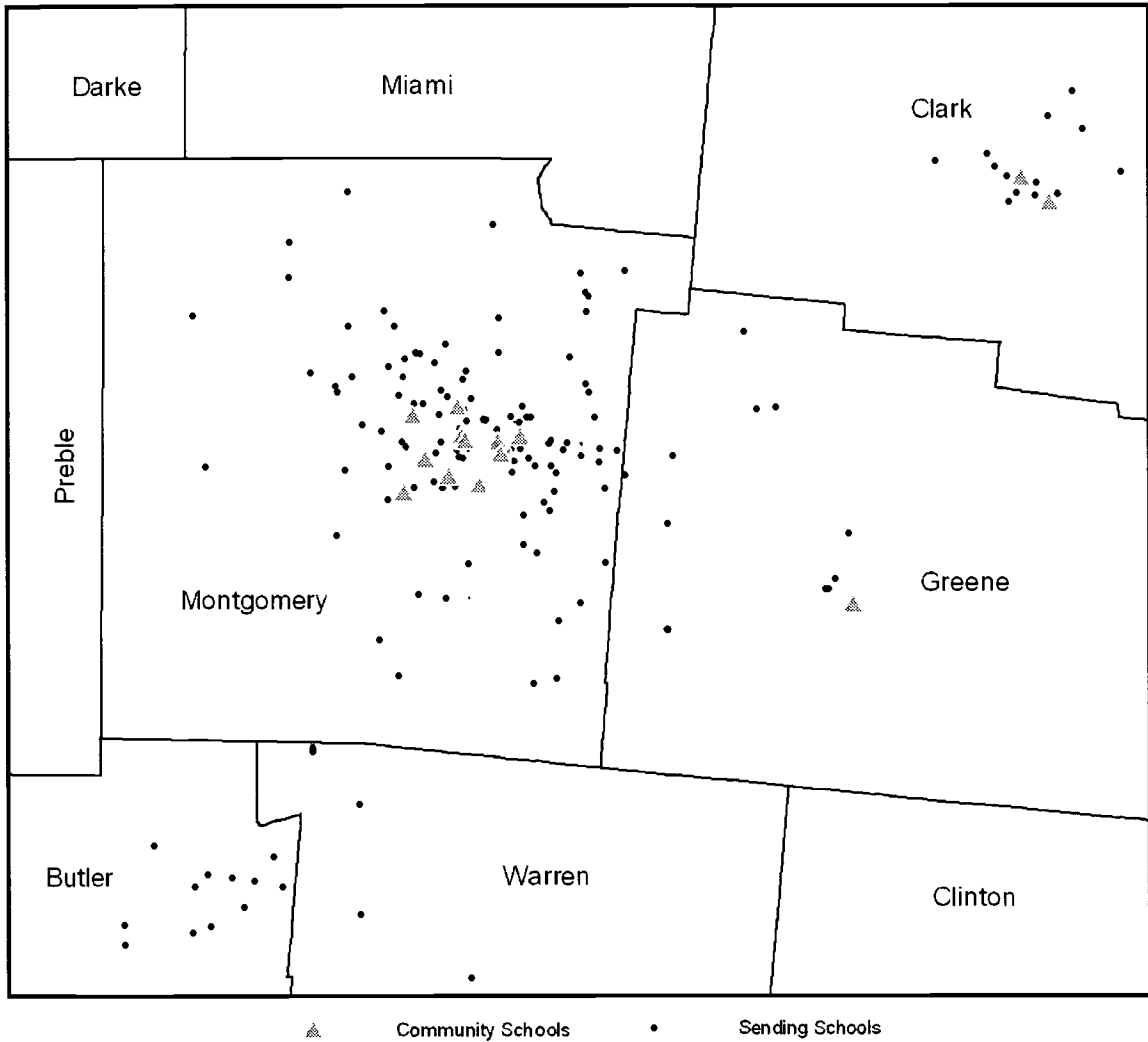 Darke
Miami
Clark
Preble
Montgomery
Greene
Butler
Warren
Clinton
Community Schools
Sending Schools